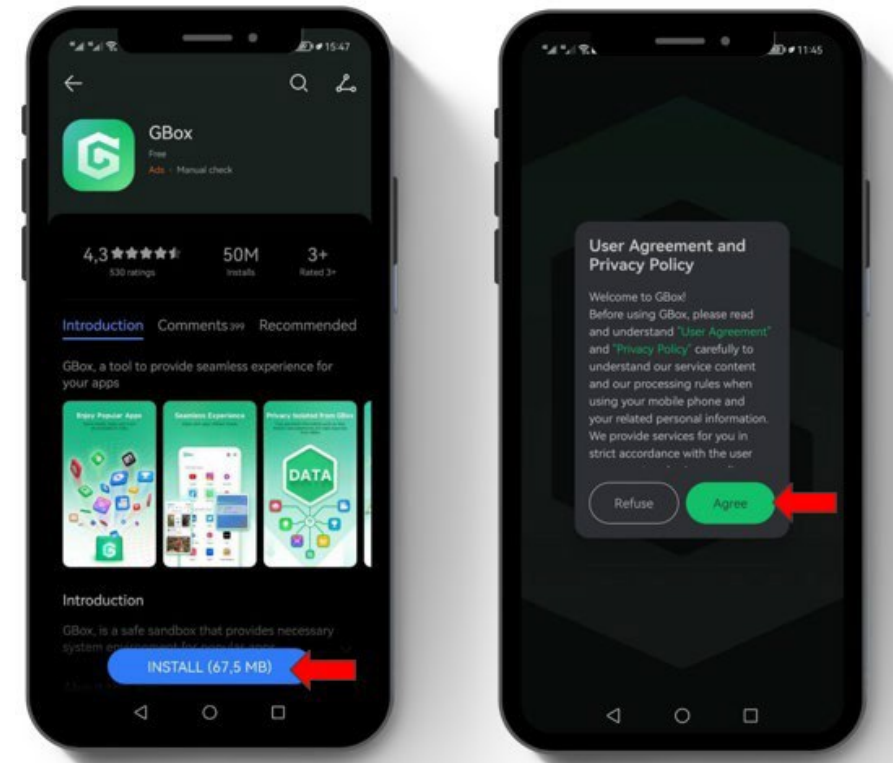 15:47
GBox
Free
Ads · Manual check
4,3
530 ratings
50M
Installs
3+
Rated 3+
Introduction
Comments 399
Recommended
GBox, a tool to provide seamless experience for
your apps
Enjoy Popular Apps
Seamless Experience
Privacy Isolated from GBox
DATA
Introduction
GBox, is a safe sandbox that provides necessary
INSTALL (67,5 MB)
11:45
User Agreement and
Privacy Policy
Welcome to GBox!
Before using GBox, please read
and understand "User Agreement"
and "Privacy Policy" carefully to
understand our service content
and our processing rules when
using your mobile phone and
your related personal information.
We provide services for you in
strict accordance with the user
Refuse
Agree